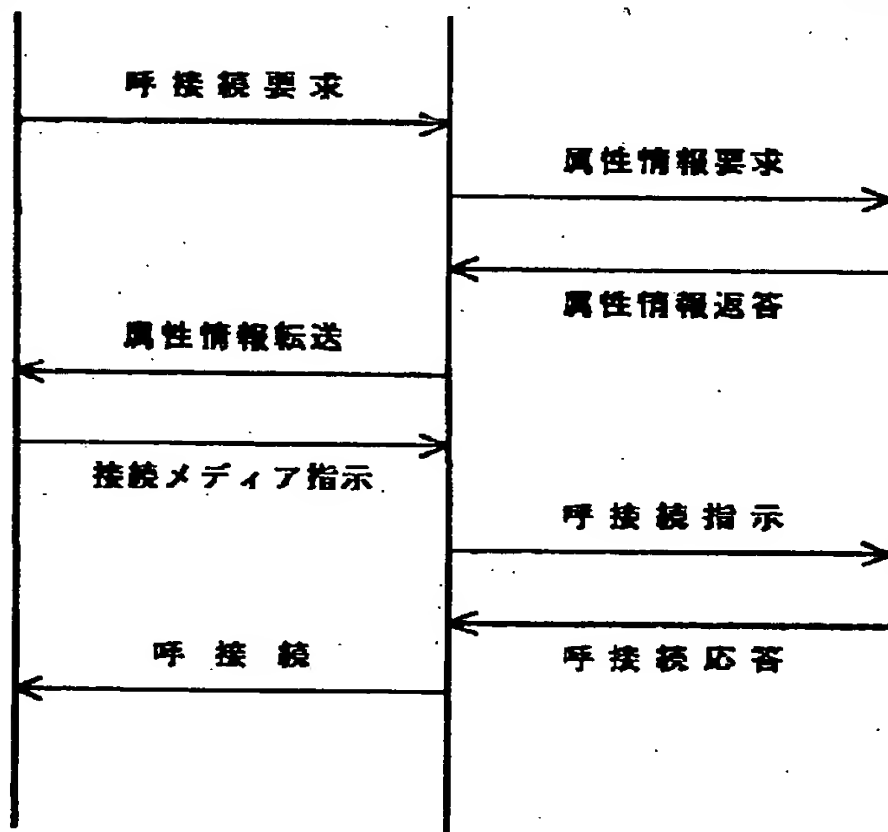 呼接続要求
属性情報要求
属性情報返答
属性情報転送
接続メディア指示
呼接続指示
呼接続応答
呼接続